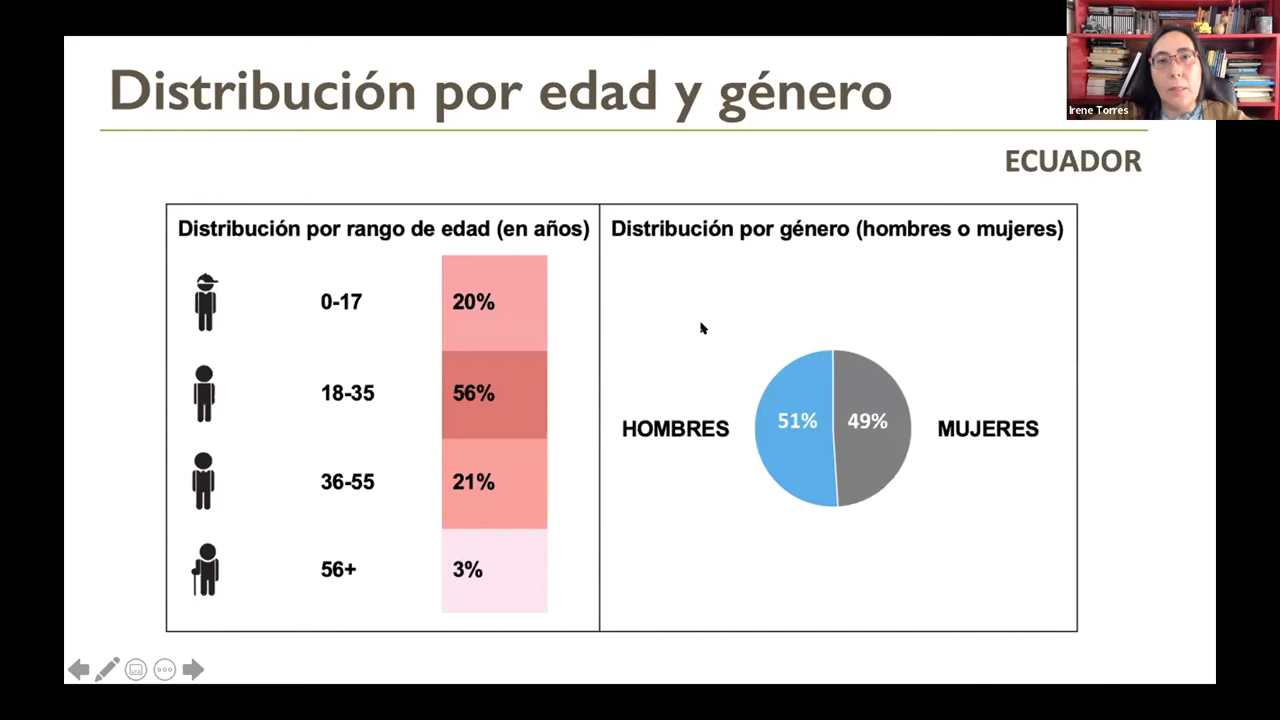 Distribución por edad y género
Irene Torres
ECUADOR
Distribución por rango de edad (en años)
0-17 20%
18-35 56%
36-55 21%
56+ 3%
Distribución por género (hombres o mujeres)
HOMBRES 51% 49% MUJERES